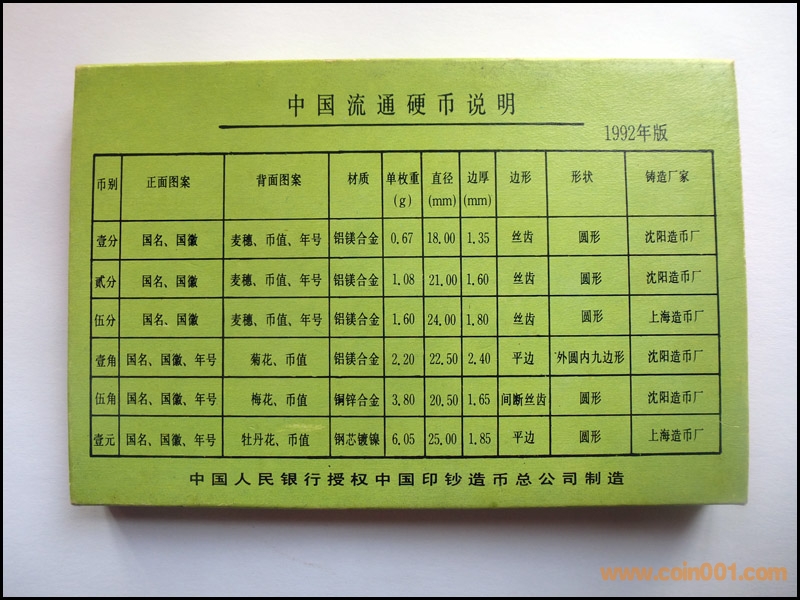 中国流通硬币说明
1992年版
币别 正面图案 背面图案 材质 单枚重(g) 直径(mm) 边厚(mm) 边形 形状 铸造厂家
壹分 国名、国徽 麦穗、币值、年号 铝镁合金 0.67 18.00 1.35 丝齿 圆形 沈阳造币厂
贰分 国名、国徽 麦穗、币值、年号 铝镁合金 1.08 21.00 1.60 丝齿 圆形 沈阳造币厂
伍分 国名、国徽 麦穗、币值、年号 铝镁合金 1.60 24.00 1.80 丝齿 圆形 上海造币厂
壹角 国名、国徽、年号 菊花、币值 铝镁合金 2.20 22.50 2.40 平边 外圆内九边形 沈阳造币厂
伍角 国名、国徽、年号 梅花、币值 铜锌合金 3.80 20.50 1.65 间断丝齿 圆形 沈阳造币厂
壹元 国名、国徽、年号 牡丹花、币值 钢芯镀镍 6.05 25.00 1.85 平边 圆形 上海造币厂
中国人民银行授权中国印钞造币总公司制造
www.coin001.com